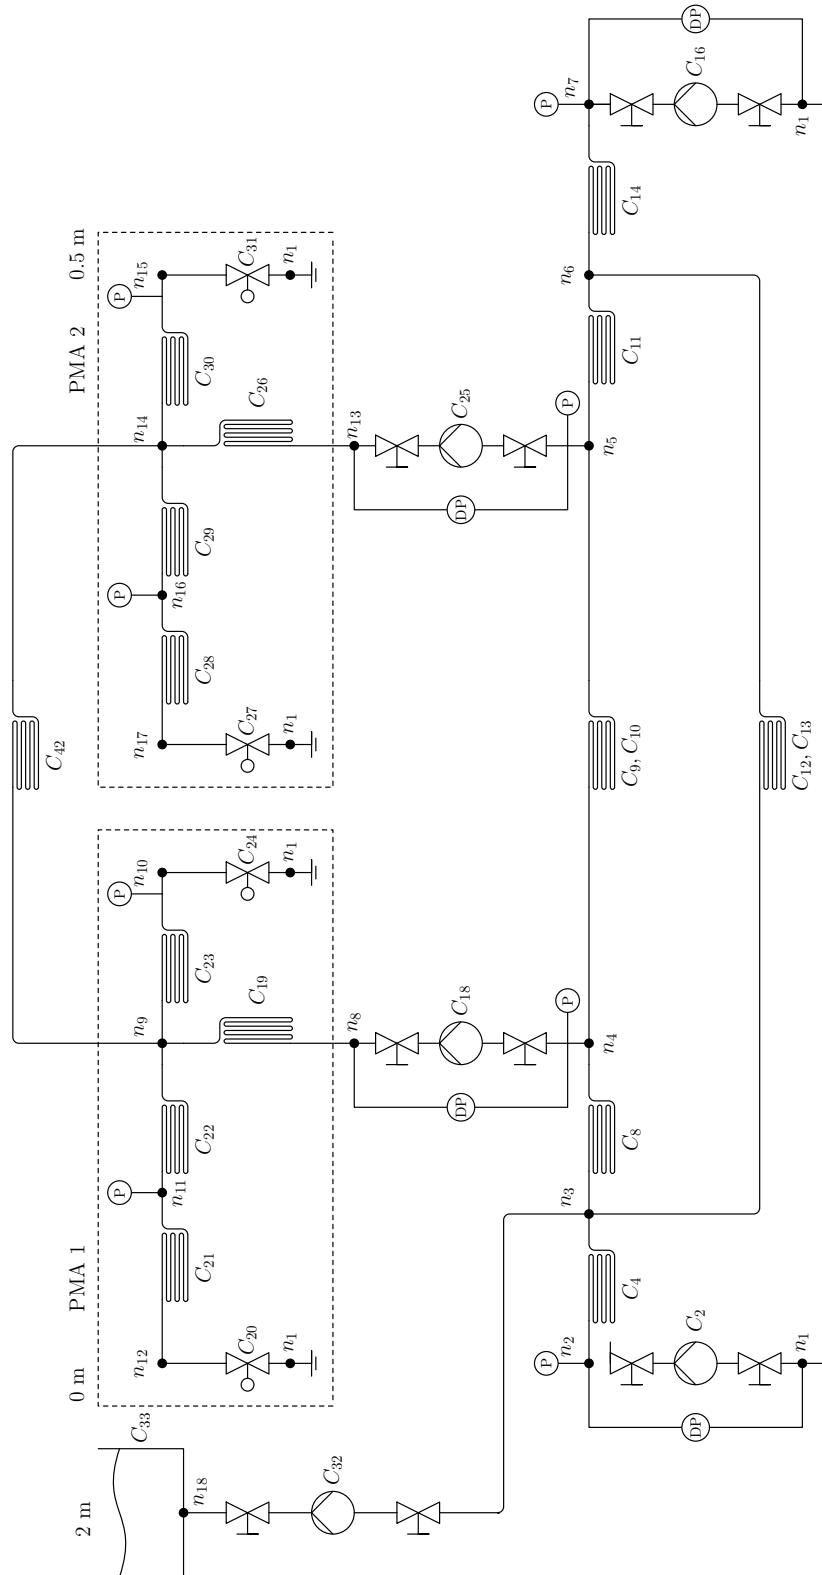 C₄₂
2 m
0 m
PMA 1
PMA 2
0.5 m
P
P
P
P
C₃₃
n₁₂
n₉
n₁₀
n₁₇
n₁₄
n₁₅
n₁₁
n₁₆
n₁₈
C₂₁
C₂₂
C₂₃
C₂₈
C₂₉
C₃₀
C₂₀
C₁₉
C₂₄
C₂₇
C₂₆
C₃₁
n₁
n₁
n₁
n₁
C₃₂
n₈
n₁₃
DP
C₁₈
DP
C₂₅
P
P
n₂
n₃
P
P
n₆
n₇
n₄
n₅
C₄
C₈
C₉, C₁₀
C₁₁
C₁₄
DP
C₂
C₁₆
DP
n₁
C₁₂, C₁₃
n₁